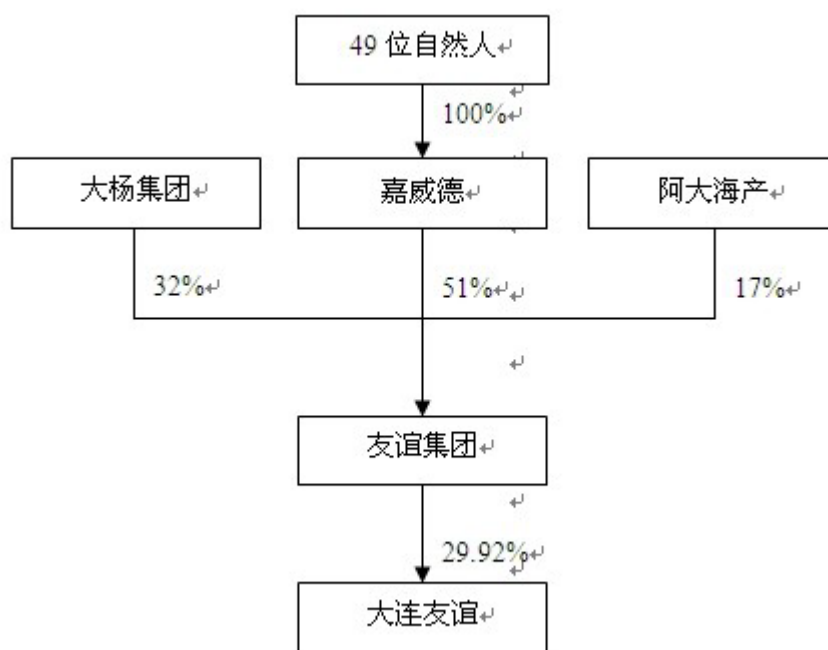 49 位自然人
100%
大杨集团
嘉威德
阿大海产
32%
51%
17%
友谊集团
29.92%
大连友谊